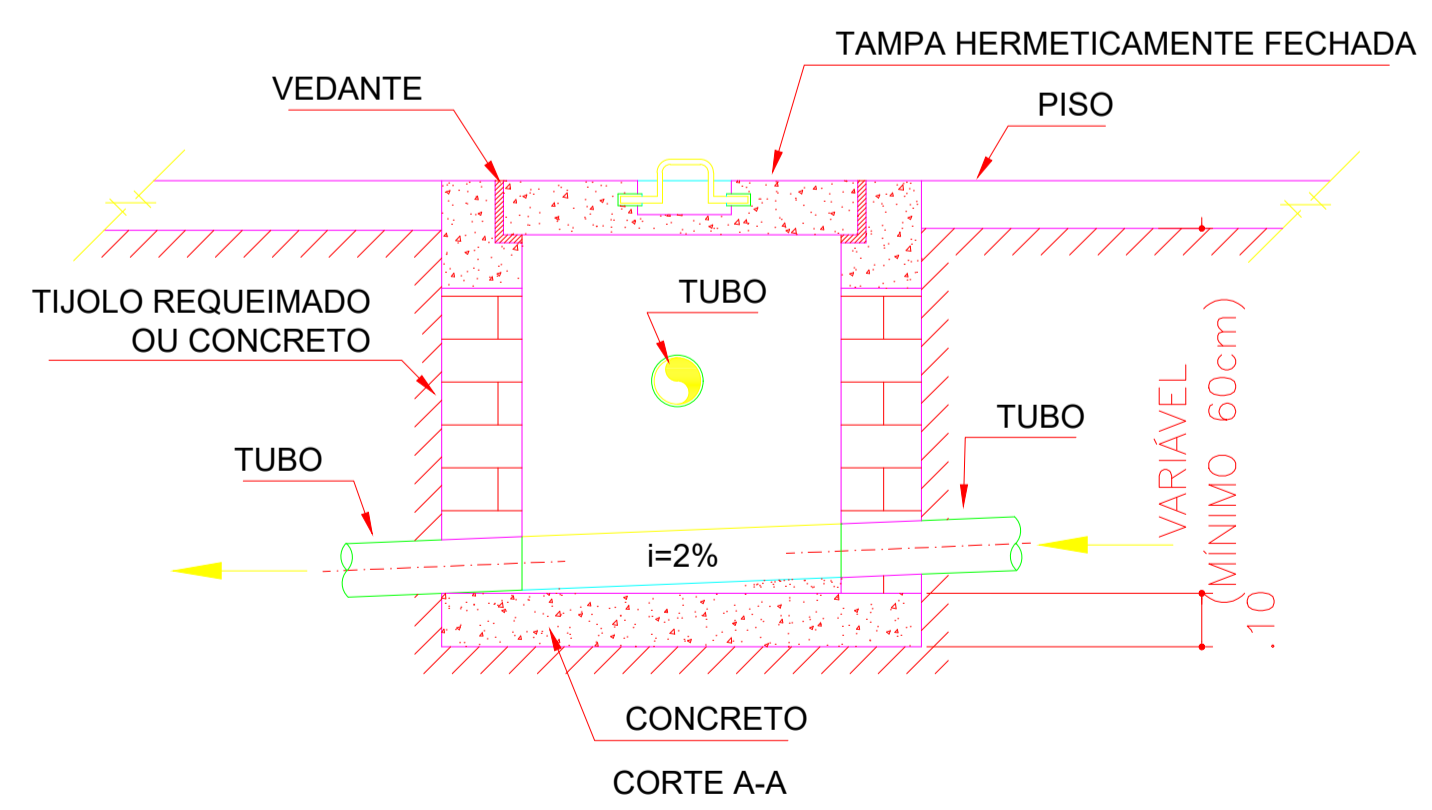 TAMPA HERMETICAMENTE FECHADA
VEDANTE
PISO
TIJOLO REQUEIMADO
OU CONCRETO
TUBO
TUBO
TUBO
VARIÁVEL
(MÍNIMO 60cm)
i=2%
.10
CONCRETO
CORTE A-A